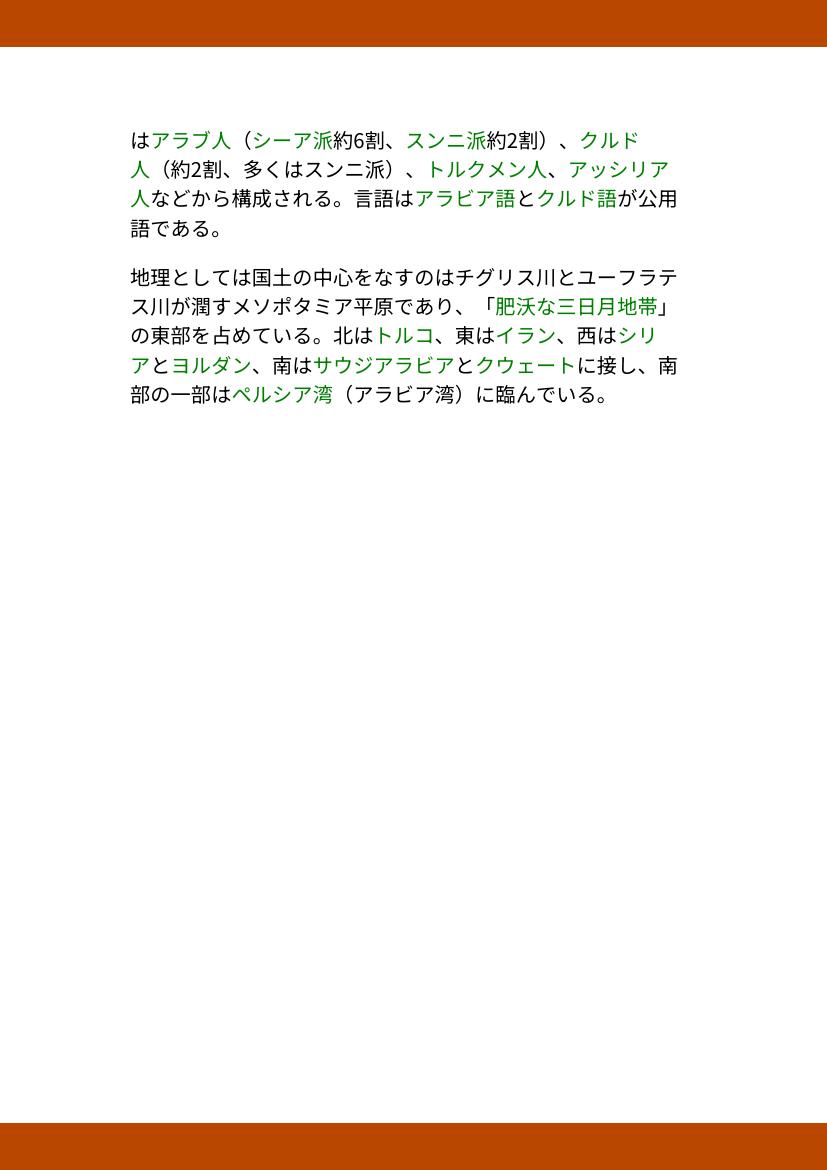 はアラブ人（シーア派約6割、スンニ派約2割）、クルド
人（約2割、多くはスンニ派）、トルクメン人、アッシリア
人などから構成される。言語はアラビア語とクルド語が公用
語である。
地理としては国土の中心をなすのはチグリス川とユーフラテ
ス川が潤すメソポタミア平原であり、「肥沃な三日月地帯」
の東部を占めている。北はトルコ、東はイラン、西はシリ
アとヨルダン、南はサウジアラビアとクウェートに接し、南
部の一部はペルシア湾（アラビア湾）に臨んでいる。